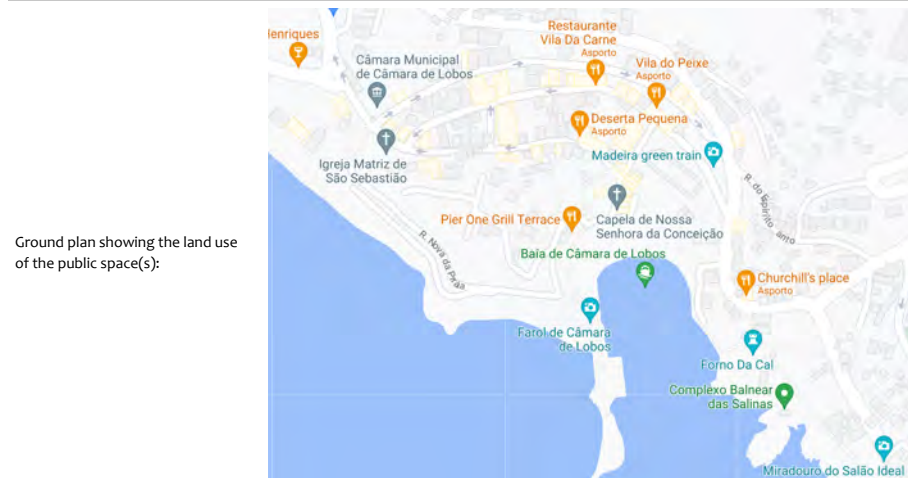 Ground plan showing the land use
of the public space(s):
Henriques
Restaurante
Vila Da Carne
Asporto
Câmara Municipal
de Câmara de Lobos
Vila do Peixe
Asporto
Deserta Pequena
Asporto
Madeira green train
Igreja Matriz de
São Sebastião
R. do Espírito Santo
Pier One Grill Terrace
Capela de Nossa
Senhora da Conceição
R. Nova da Praia
Baía de Câmara de Lobos
Churchill's place
Asporto
Farol de Câmara
de Lobos
Forno Da Cal
Complexo Balnear
das Salinas
Miradouro do Salão Ideal